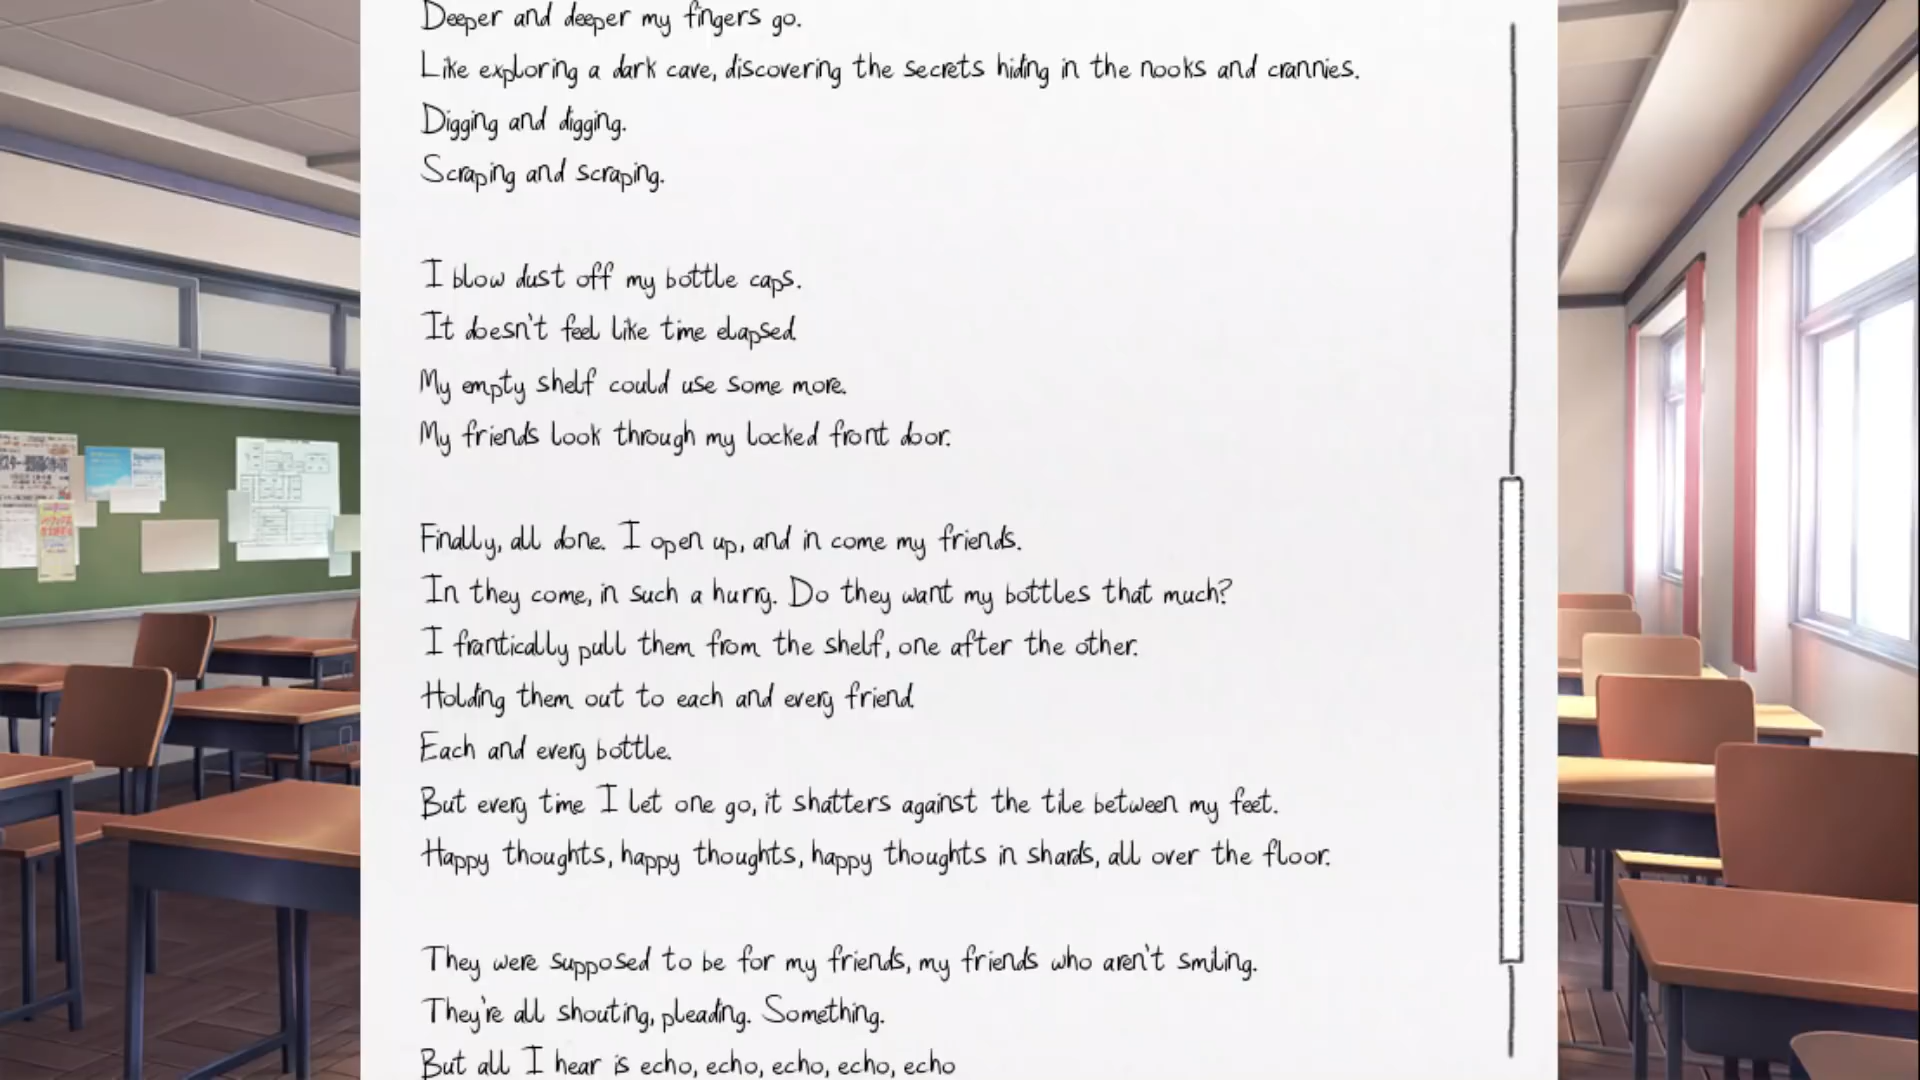 Deeper and deeper my fingers go.
Like exploring a dark cave, discovering the secrets hiding in the nooks and crannies.
Digging and digging.
Scraping and scraping.
I blow dust off my bottle caps.
It doesn't feel like time elapsed.
My empty shelf could use some more.
My friends look through my locked front door.
Finally, all done. I open up, and in come my friends.
In they come, in such a hurry. Do they want my bottles that much?
I frantically pull them from the shelf, one after the other.
Holding them out to each and every friend.
Each and every bottle.
But every time I let one go, it shatters against the tile between my feet.
Happy thoughts, happy thoughts, happy thoughts in shards, all over the floor.
They were supposed to be for my friends, my friends who aren't smiling.
They're all shouting, pleading. Something.
But all I hear is echo, echo, echo, echo, echo